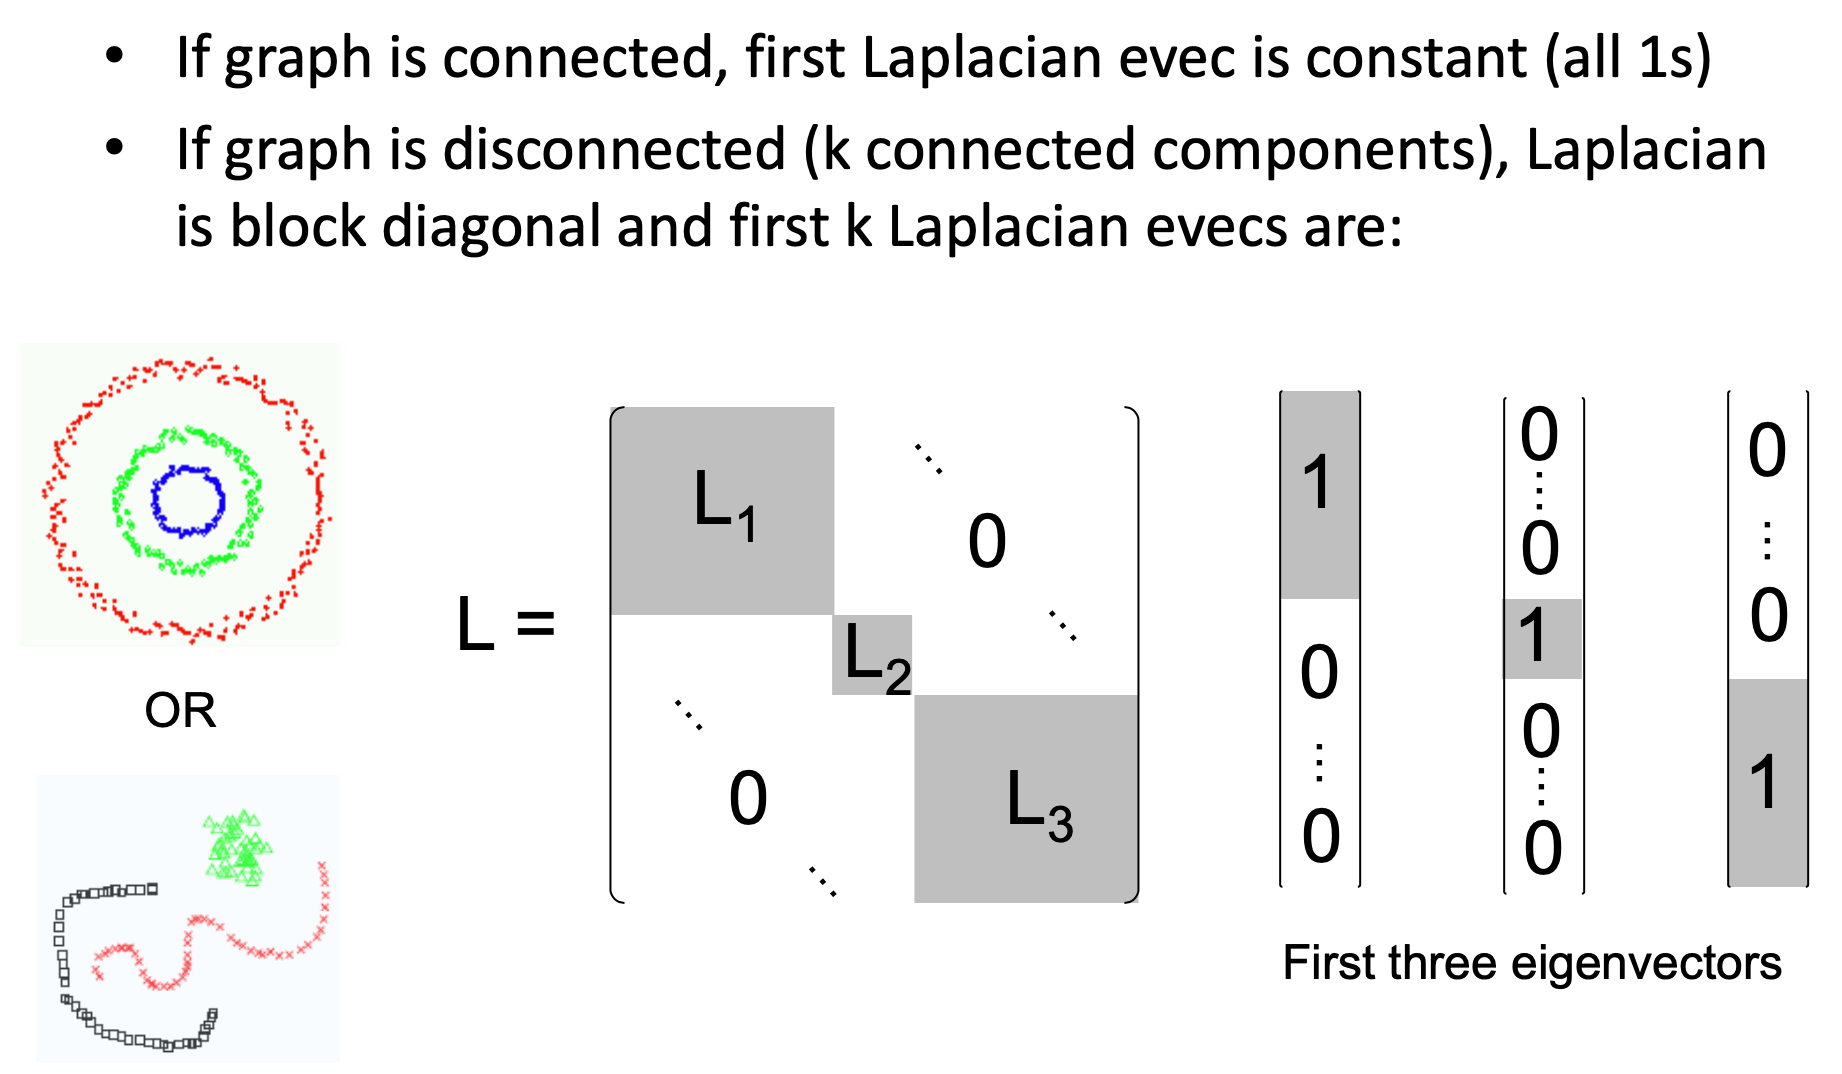 • If graph is connected, first Laplacian evec is constant (all 1s)
• If graph is disconnected (k connected components), Laplacian
is block diagonal and first k Laplacian evecs are:
OR
L =
L₁
0
L₂
0
L₃
1
0
⋮
0
0
⋮
0
1
0
⋮
0
0
⋮
0
1
First three eigenvectors